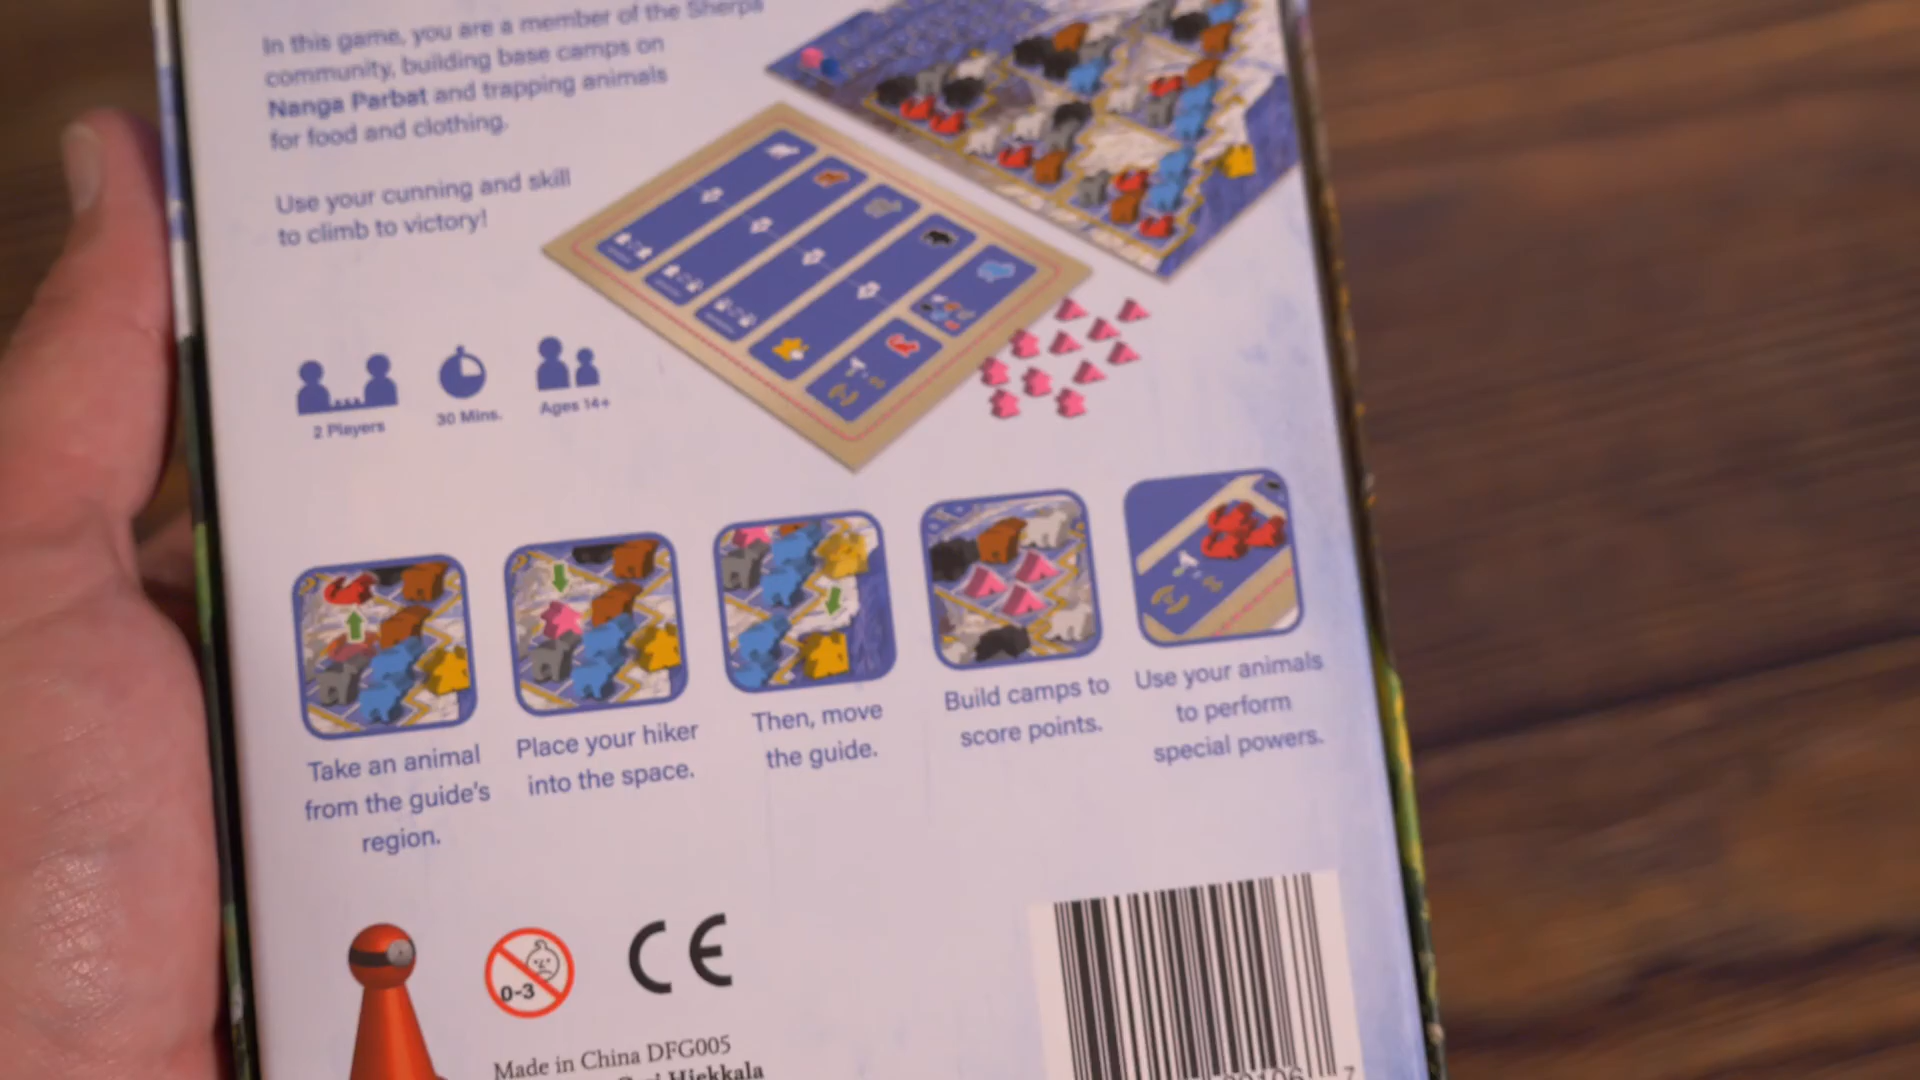 In this game, you are a member of the Sherpa
community, building base camps on
Nanga Parbat and trapping animals
for food and clothing.
Use your cunning and skill
to climb to victory!
2 Players
30 Mins.
Ages 14+
Take an animal
from the guide's
region.
Place your hiker
into the space.
Then, move
the guide.
Build camps to
score points.
Use your animals
to perform
special powers.
0-3
CE
Made in China DFG005
Hiekkala
7